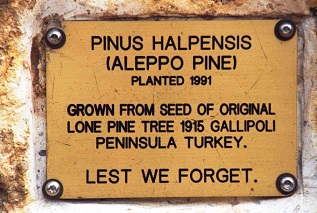 PINUS HALPENSIS
(ALEPPO PINE)
PLANTED 1991
GROWN FROM SEED OF ORIGINAL
LONE PINE TREE 1915 GALLIPOLI
PENINSULA TURKEY.
LEST WE FORGET.